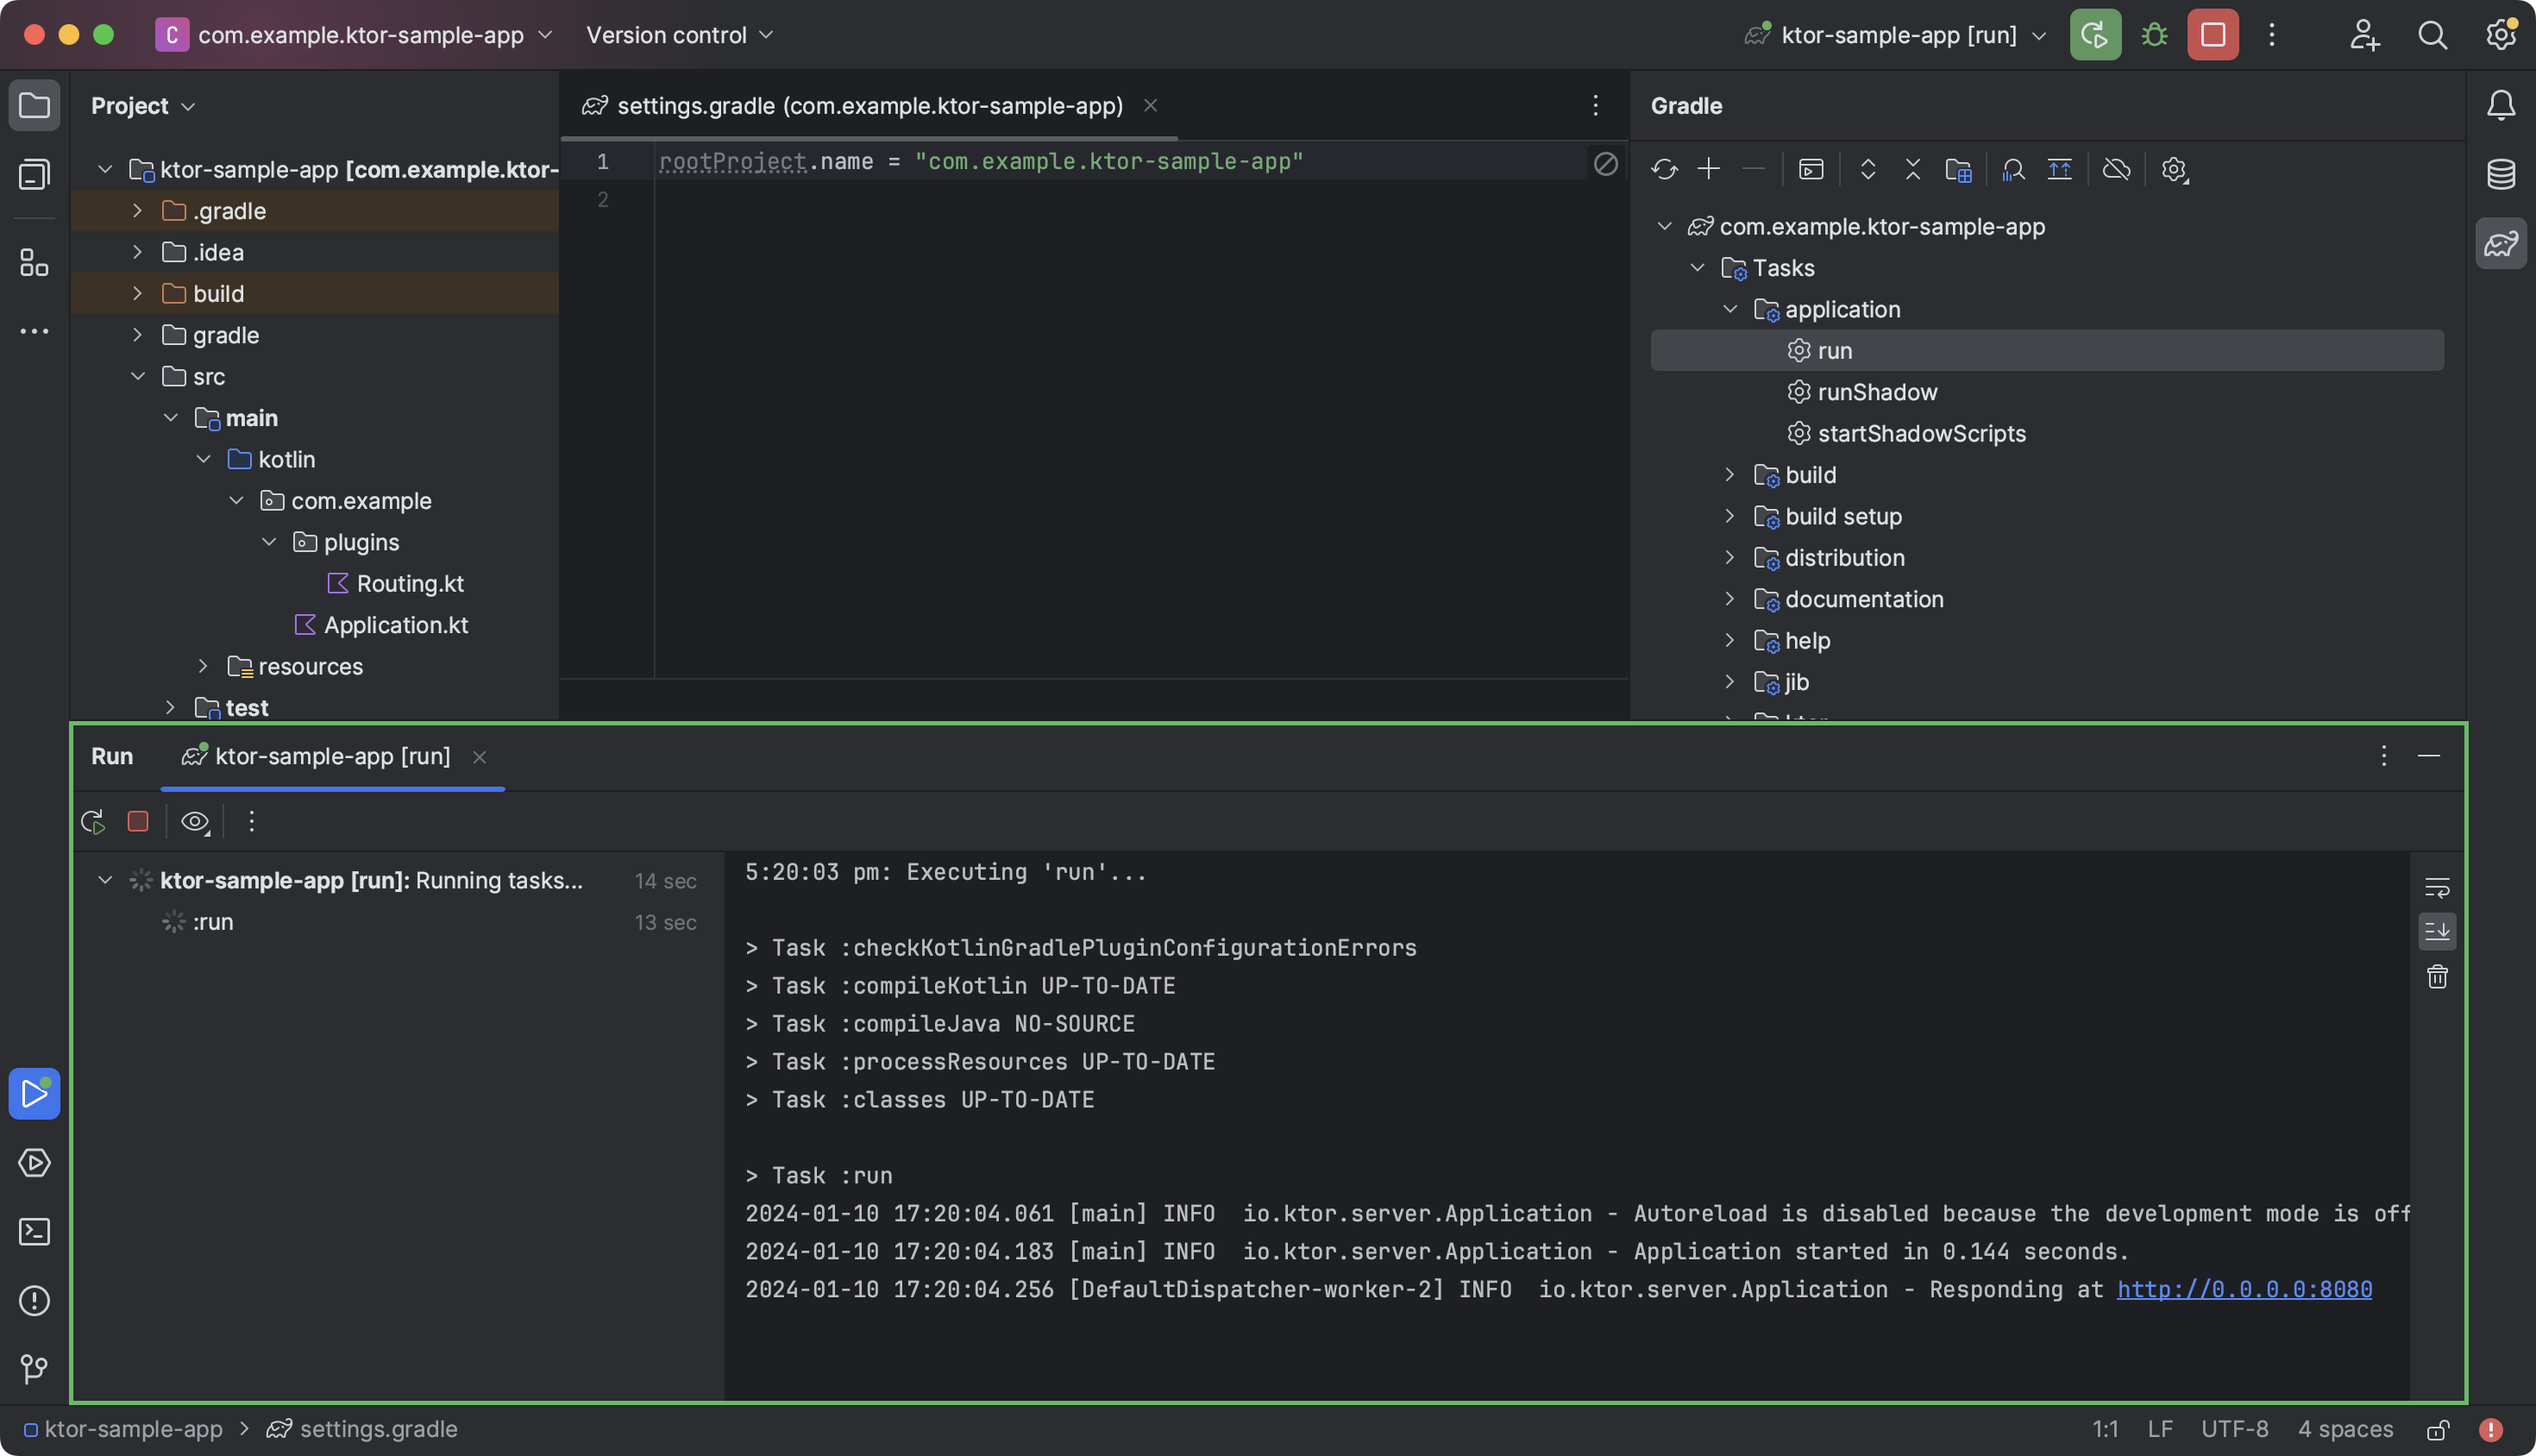 C com.example.ktor-sample-app Version control ktor-sample-app [run]
Project
ktor-sample-app [com.example.ktor-
.gradle
.idea
build
gradle
src
main
kotlin
com.example
plugins
Routing.kt
Application.kt
resources
test
settings.gradle (com.example.ktor-sample-app)
1 rootProject.name = "com.example.ktor-sample-app"
2
Gradle
com.example.ktor-sample-app
Tasks
application
run
runShadow
startShadowScripts
build
build setup
distribution
documentation
help
jib
Run ktor-sample-app [run]
ktor-sample-app [run]: Running tasks... 14 sec
:run 13 sec
5:20:03 pm: Executing 'run'...
> Task :checkKotlinGradlePluginConfigurationErrors
> Task :compileKotlin UP-TO-DATE
> Task :compileJava NO-SOURCE
> Task :processResources UP-TO-DATE
> Task :classes UP-TO-DATE
> Task :run
2024-01-10 17:20:04.061 [main] INFO  io.ktor.server.Application - Autoreload is disabled because the development mode is off
2024-01-10 17:20:04.183 [main] INFO  io.ktor.server.Application - Application started in 0.144 seconds.
2024-01-10 17:20:04.256 [DefaultDispatcher-worker-2] INFO  io.ktor.server.Application - Responding at http://0.0.0.0:8080
ktor-sample-app > settings.gradle 1:1 LF UTF-8 4 spaces